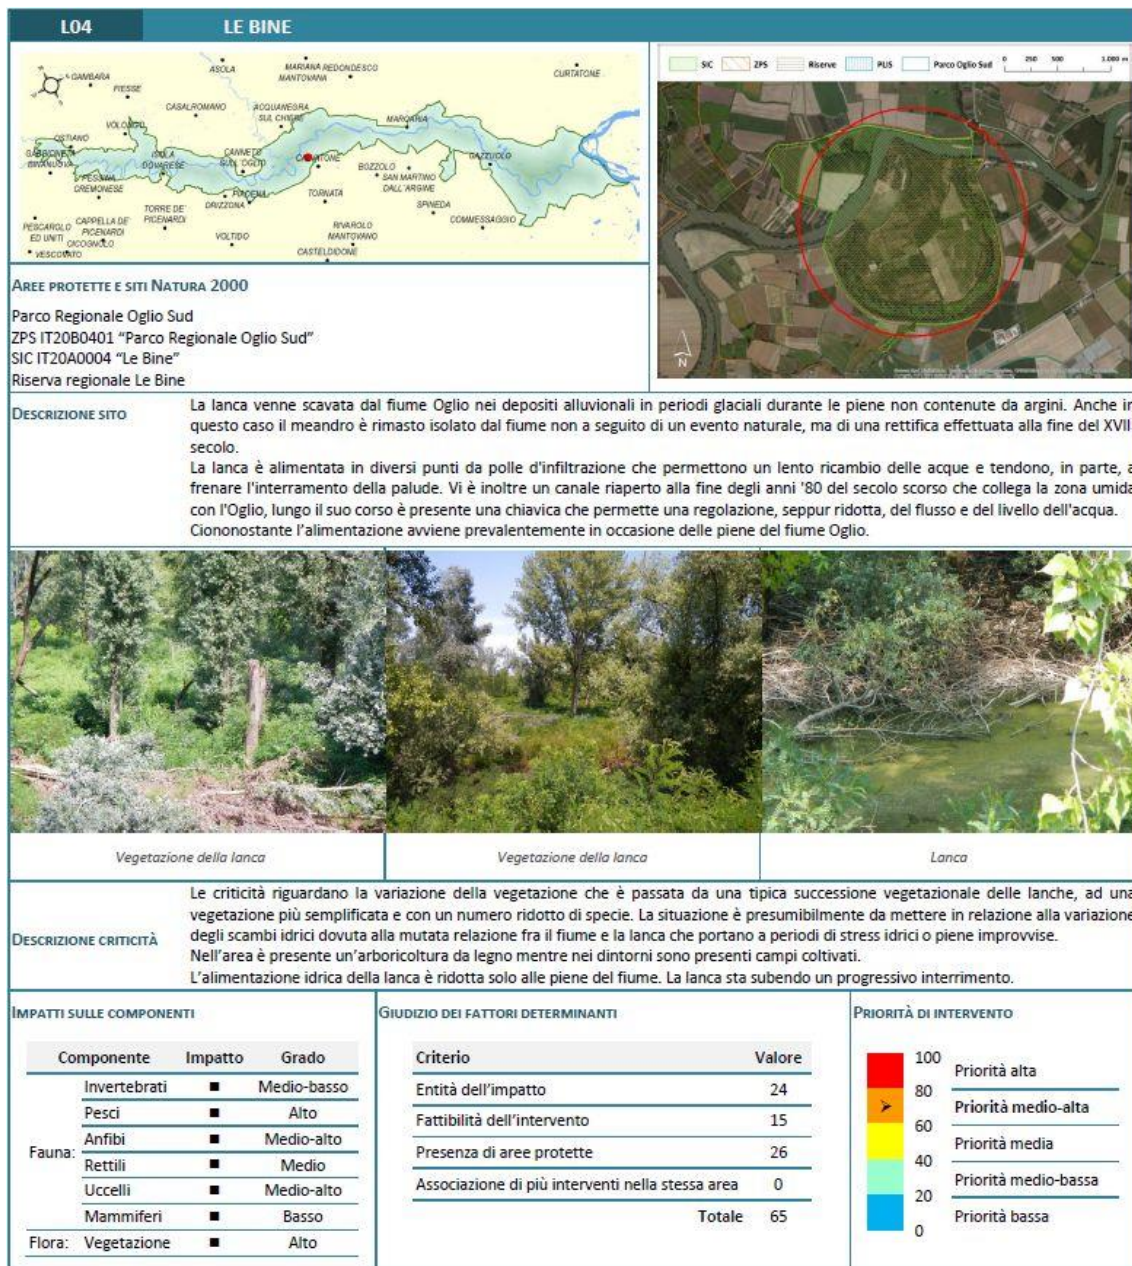 L04 LE BINE
GAMBARA
FIESSE
ASOLA
MARIANA MANTOVANA
REDONDESCO
CURTATONE
CASALROMANO
ACQUANEGRA SUL CHIESE
VOLONGO
OSTIANO
MARCARIA
GABBIONETA BINANUOVA
ISOLA DOVARESE
CANNETO SULL'OGLIO
GAZZUOLO
BOZZOLO
PESSINA CREMONESE
SAN MARTINO DALL'ARGINE
PIADENA
DRIZZONA
TORNATA
SPINEDA
COMMESSAGGIO
TORRE DE' PICENARDI
CAPPELLA DE' PICENARDI
PESCAROLO ED UNITI
CICOGNOLO
VOLTIDO
RIVAROLO MANTOVANO
VESCOVATO
CASTELDIDONE
SIC ZPS Riserve PLIS Parco Oglio Sud 0 250 500 1.000 m
N
AREE PROTETTE E SITI NATURA 2000
Parco Regionale Oglio Sud
ZPS IT20B0401 “Parco Regionale Oglio Sud”
SIC IT20A0004 “Le Bine”
Riserva regionale Le Bine
DESCRIZIONE SITO
La lanca venne scavata dal fiume Oglio nei depositi alluvionali in periodi glaciali durante le piene non contenute da argini. Anche in
questo caso il meandro è rimasto isolato dal fiume non a seguito di un evento naturale, ma di una rettifica effettuata alla fine del
secolo.
La lanca è alimentata in diversi punti da polle d'infiltrazione che permettono un lento ricambio delle acque e tendono, in parte, a
frenare l'interramento della palude. Vi è inoltre un canale riaperto alla fine degli anni '80 del secolo scorso che collega la zona umida
con l'Oglio, lungo il suo corso è presente una chiavica che permette una regolazione, seppur ridotta, del flusso e del livello dell'acqua.
Ciononostante l’alimentazione avviene prevalentemente in occasione delle piene del fiume Oglio.
Vegetazione della lanca
Vegetazione della lanca
Lanca
DESCRIZIONE CRITICITÀ
Le criticità riguardano la variazione della vegetazione che è passata da una tipica successione vegetazionale delle lanche, ad una
vegetazione più semplificata e con un numero ridotto di specie. La situazione è presumibilmente da mettere in relazione alla variazione
degli scambi idrici dovuta alla mutata relazione fra il fiume e la lanca che portano a periodi di stress idrici o piene improvvise.
Nell’area è presente un’arboricoltura da legno mentre nei dintorni sono presenti campi coltivati.
L’alimentazione idrica della lanca è ridotta solo alle piene del fiume. La lanca sta subendo un progressivo interrimento.
IMPATTI SULLE COMPONENTI
Componente Impatto Grado
Fauna:
Invertebrati ■ Medio-basso
Pesci ■ Alto
Anfibi ■ Medio-alto
Rettili ■ Medio
Uccelli ■ Medio-alto
Mammiferi ■ Basso
Flora: Vegetazione ■ Alto
GIUDIZIO DEI FATTORI DETERMINANTI
Criterio Valore
Entità dell’impatto 24
Fattibilità dell’intervento 15
Presenza di aree protette 26
Associazione di più interventi nella stessa area 0
Totale 65
PRIORITÀ DI INTERVENTO
100
Priorità alta
80
➤ Priorità medio-alta
60
Priorità media
40
Priorità medio-bassa
20
Priorità bassa
0